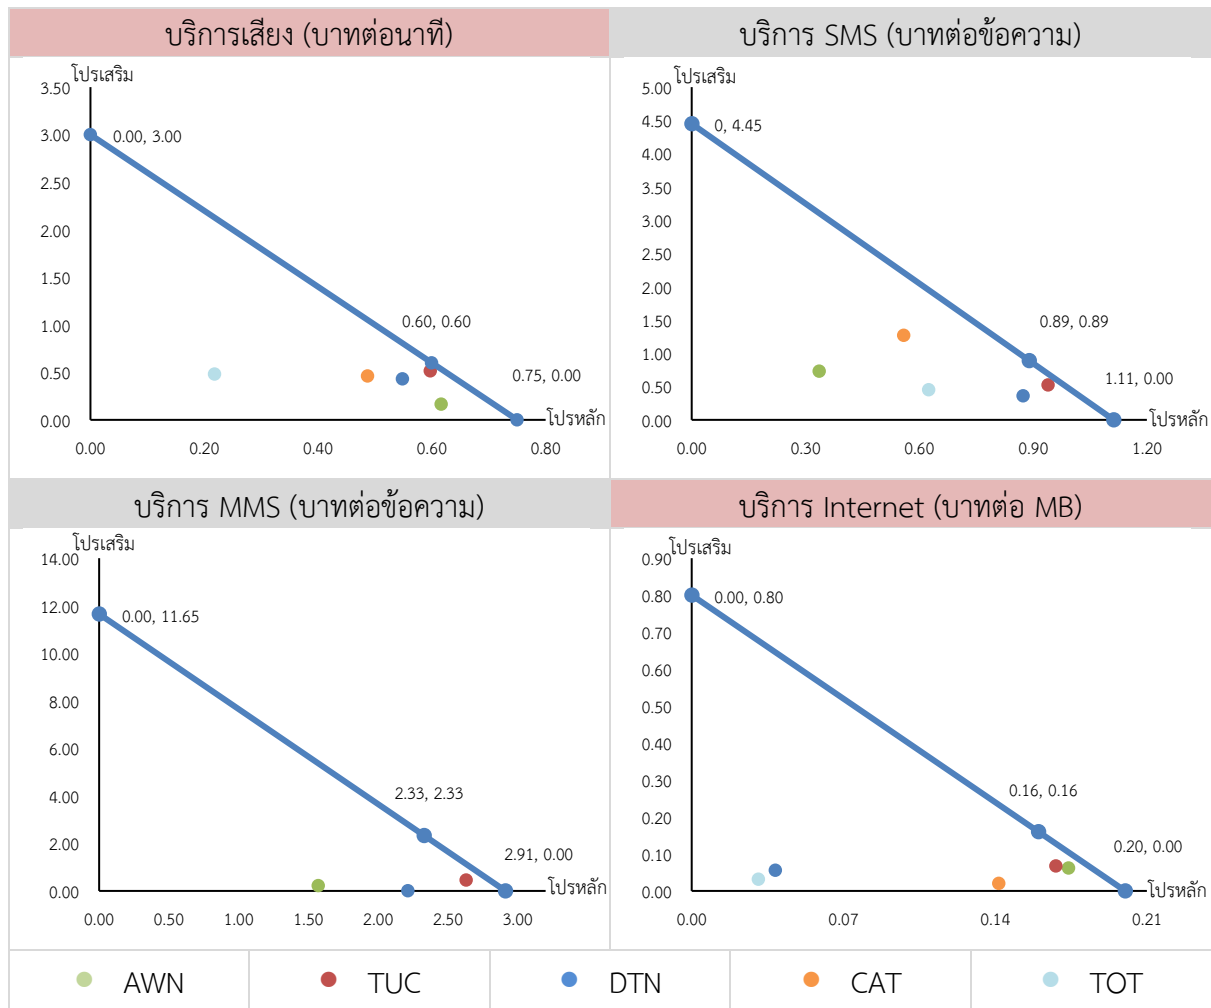 บริการเสียง (บาทต่อนาที)
โปรเสริม
3.50
3.00
2.50
2.00
1.50
1.00
0.50
0.00
0.00, 3.00
0.60, 0.60
0.75, 0.00
โปรหลัก
0.00 0.20 0.40 0.60 0.80
บริการ SMS (บาทต่อข้อความ)
โปรเสริม
5.00
4.50
4.00
3.50
3.00
2.50
2.00
1.50
1.00
0.50
0.00
0, 4.45
0.89, 0.89
1.11, 0.00
โปรหลัก
0.00 0.30 0.60 0.90 1.20
บริการ MMS (บาทต่อข้อความ)
โปรเสริม
14.00
12.00
10.00
8.00
6.00
4.00
2.00
0.00
0.00, 11.65
2.33, 2.33
2.91, 0.00
โปรหลัก
0.00 0.50 1.00 1.50 2.00 2.50 3.00
บริการ Internet (บาทต่อ MB)
โปรเสริม
0.90
0.80
0.70
0.60
0.50
0.40
0.30
0.20
0.10
0.00
0.00, 0.80
0.16, 0.16
0.20, 0.00
โปรหลัก
0.00 0.07 0.14 0.21
AWN TUC DTN CAT TOT